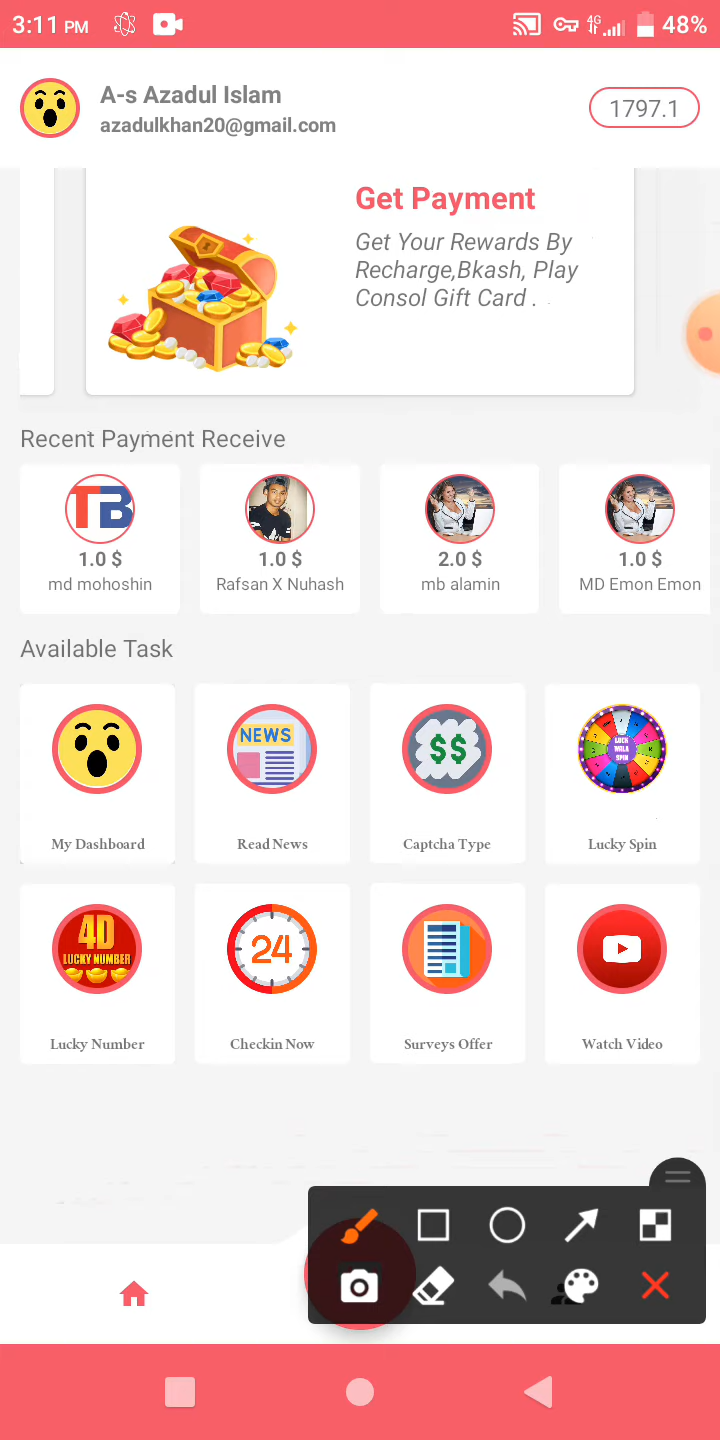 3:11 PM
4G
48%
A-s Azadul Islam
azadulkhan20@gmail.com
1797.1
Get Payment
Get Your Rewards By
Recharge,Bkash, Play
Consol Gift Card .
Recent Payment Receive
TB
1.0 $
md mohoshin
1.0 $
Rafsan X Nuhash
2.0 $
mb alamin
1.0 $
MD Emon Emon
Available Task
My Dashboard
NEWS
Read News
$$
Captcha Type
LUCK
MILA
SPIN
Lucky Spin
4D
LUCKY NUMBER
Lucky Number
24
Checkin Now
Surveys Offer
Watch Video